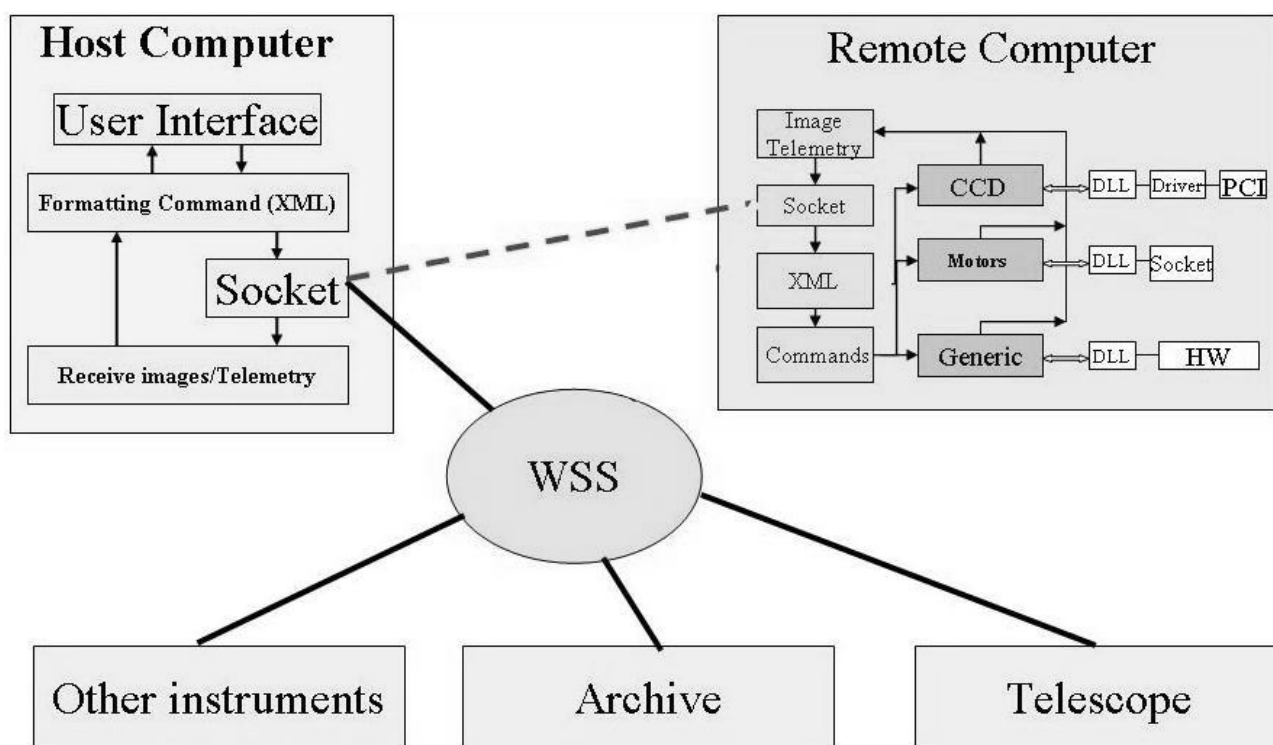 Host Computer
User Interface
Formatting Command (XML)
Socket
Receive images/Telemetry
Remote Computer
Image
Telemetry
Socket
XML
Commands
CCD
DLL
Driver
PCI
Motors
DLL
Socket
Generic
DLL
HW
WSS
Other instruments
Archive
Telescope